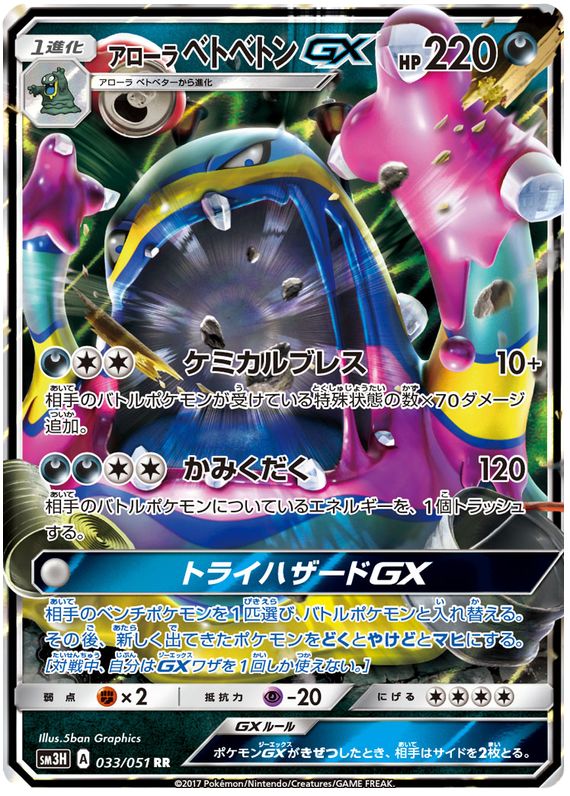 1進化
アローラ ベトベトンGX
HP220
アローラ ベトベターから進化
ケミカルブレス 10+
相手のバトルポケモンが受けている特殊状態の数×70ダメージ
追加。
かみくだく 120
相手のバトルポケモンについているエネルギーを、1個トラッシュ
する。
トライハザードGX
相手のベンチポケモンを1匹選び、バトルポケモンと入れ替える。
その後、新しく出てきたポケモンをどくとやけどとマヒにする。
[対戦中、自分はGXワザを1回しか使えない。]
弱点 ×2 抵抗力 -20 にげる
Illus.5ban Graphics
GXルール
ポケモンGXがきぜつしたとき、相手はサイドを2枚とる。
SM3H A 033/051 RR
©2017 Pokémon/Nintendo/Creatures/GAME FREAK.